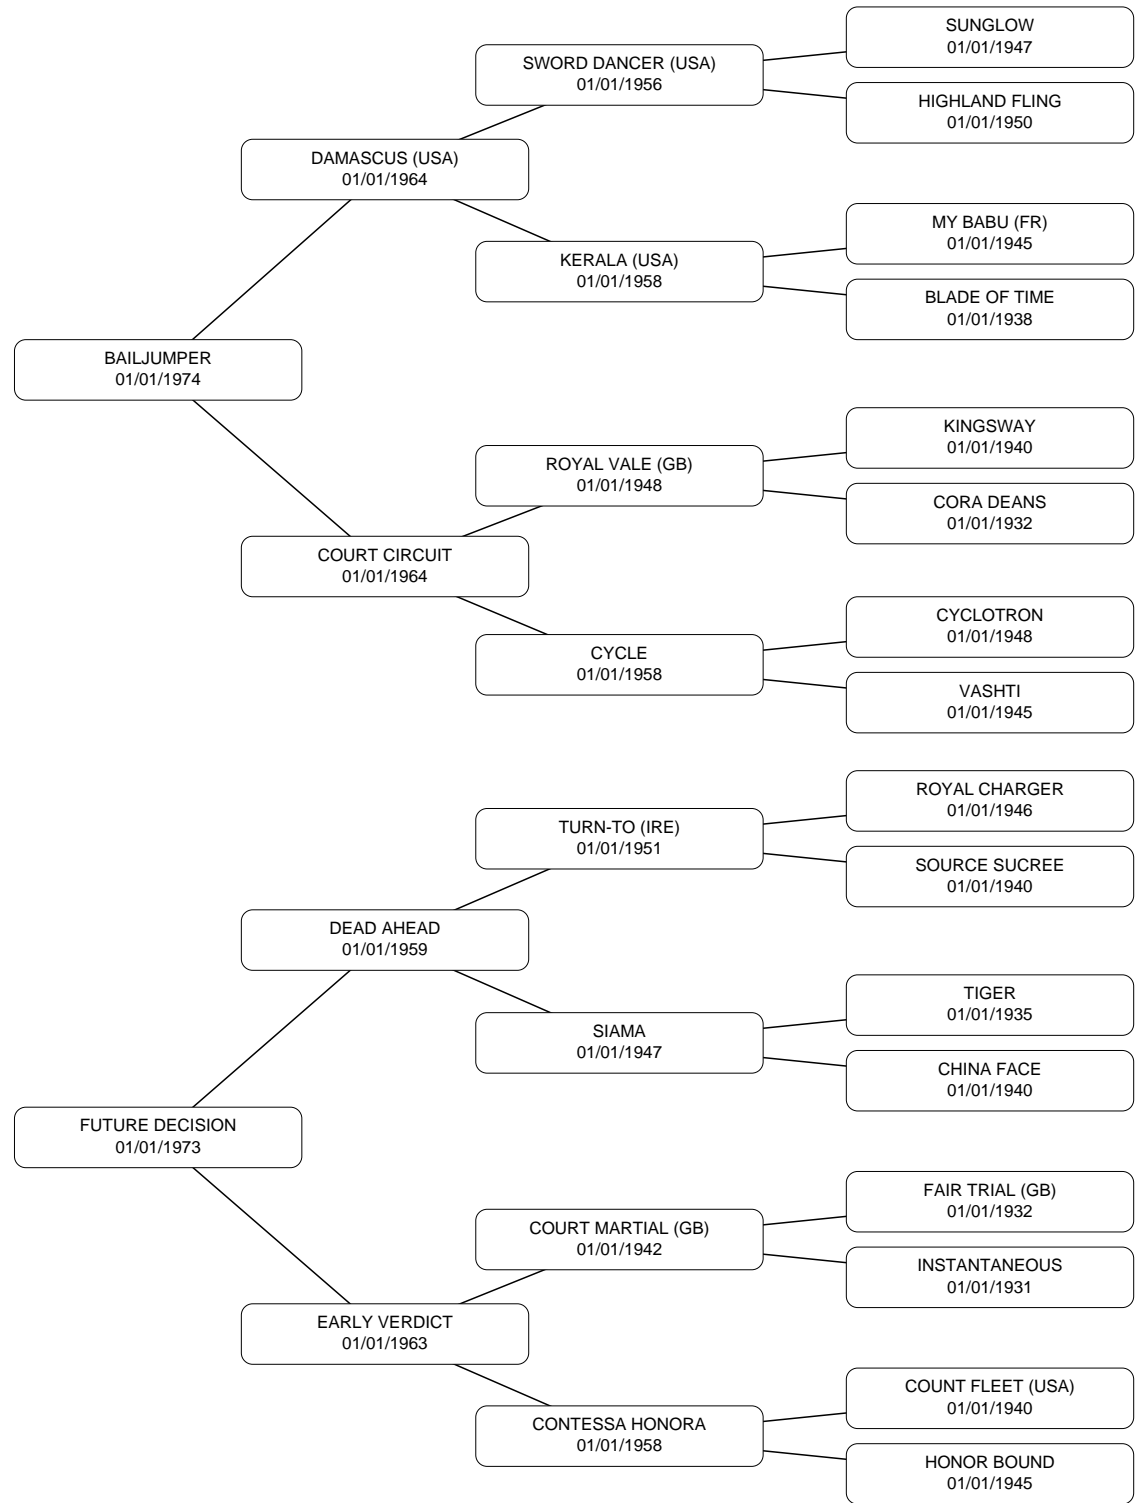 SUNGLOW
01/01/1947
SWORD DANCER (USA)
01/01/1956
HIGHLAND FLING
01/01/1950
DAMASCUS (USA)
01/01/1964
MY BABU (FR)
01/01/1945
KERALA (USA)
01/01/1958
BLADE OF TIME
01/01/1938
BAILJUMPER
01/01/1974
KINGSWAY
01/01/1940
ROYAL VALE (GB)
01/01/1948
CORA DEANS
01/01/1932
COURT CIRCUIT
01/01/1964
CYCLOTRON
01/01/1948
CYCLE
01/01/1958
VASHTI
01/01/1945
ROYAL CHARGER
01/01/1946
TURN-TO (IRE)
01/01/1951
SOURCE SUCREE
01/01/1940
DEAD AHEAD
01/01/1959
TIGER
01/01/1935
SIAMA
01/01/1947
CHINA FACE
01/01/1940
FUTURE DECISION
01/01/1973
FAIR TRIAL (GB)
01/01/1932
COURT MARTIAL (GB)
01/01/1942
INSTANTANEOUS
01/01/1931
EARLY VERDICT
01/01/1963
COUNT FLEET (USA)
01/01/1940
CONTESSA HONORA
01/01/1958
HONOR BOUND
01/01/1945